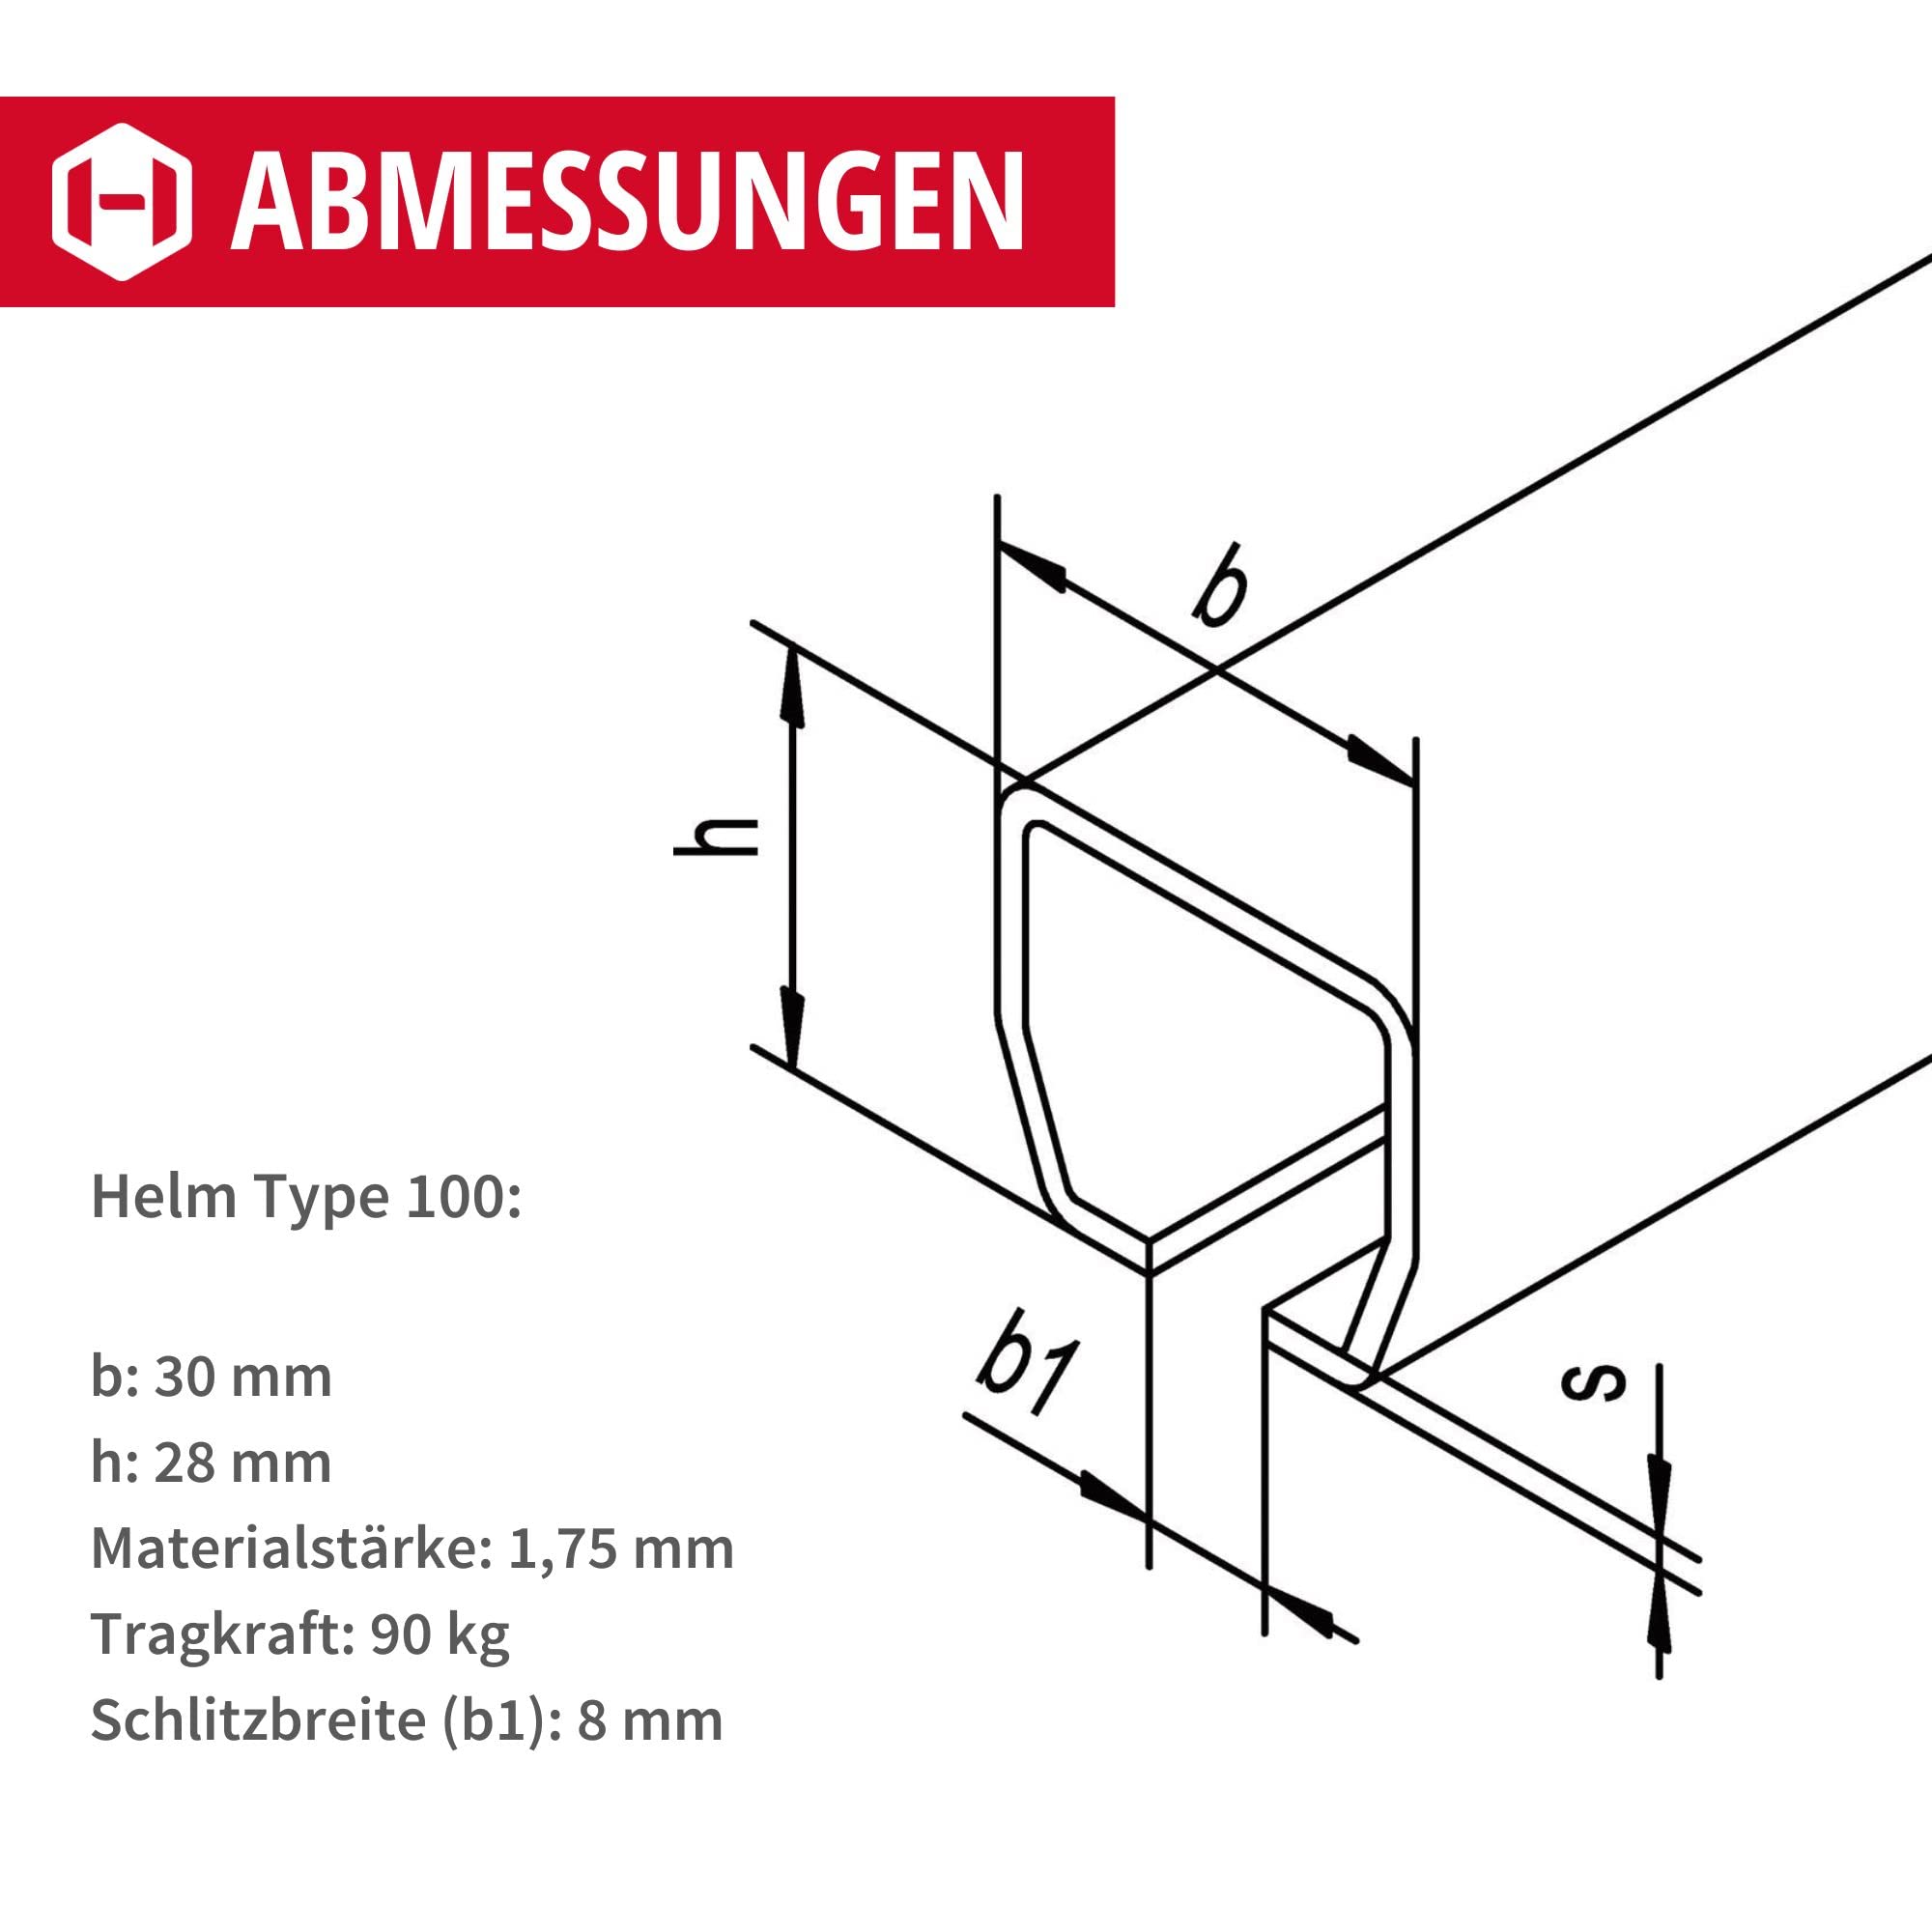 ABMESSUNGEN
b
h
Helm Type 100:
b1
s
b: 30 mm
h: 28 mm
Materialstärke: 1,75 mm
Tragkraft: 90 kg
Schlitzbreite (b1): 8 mm